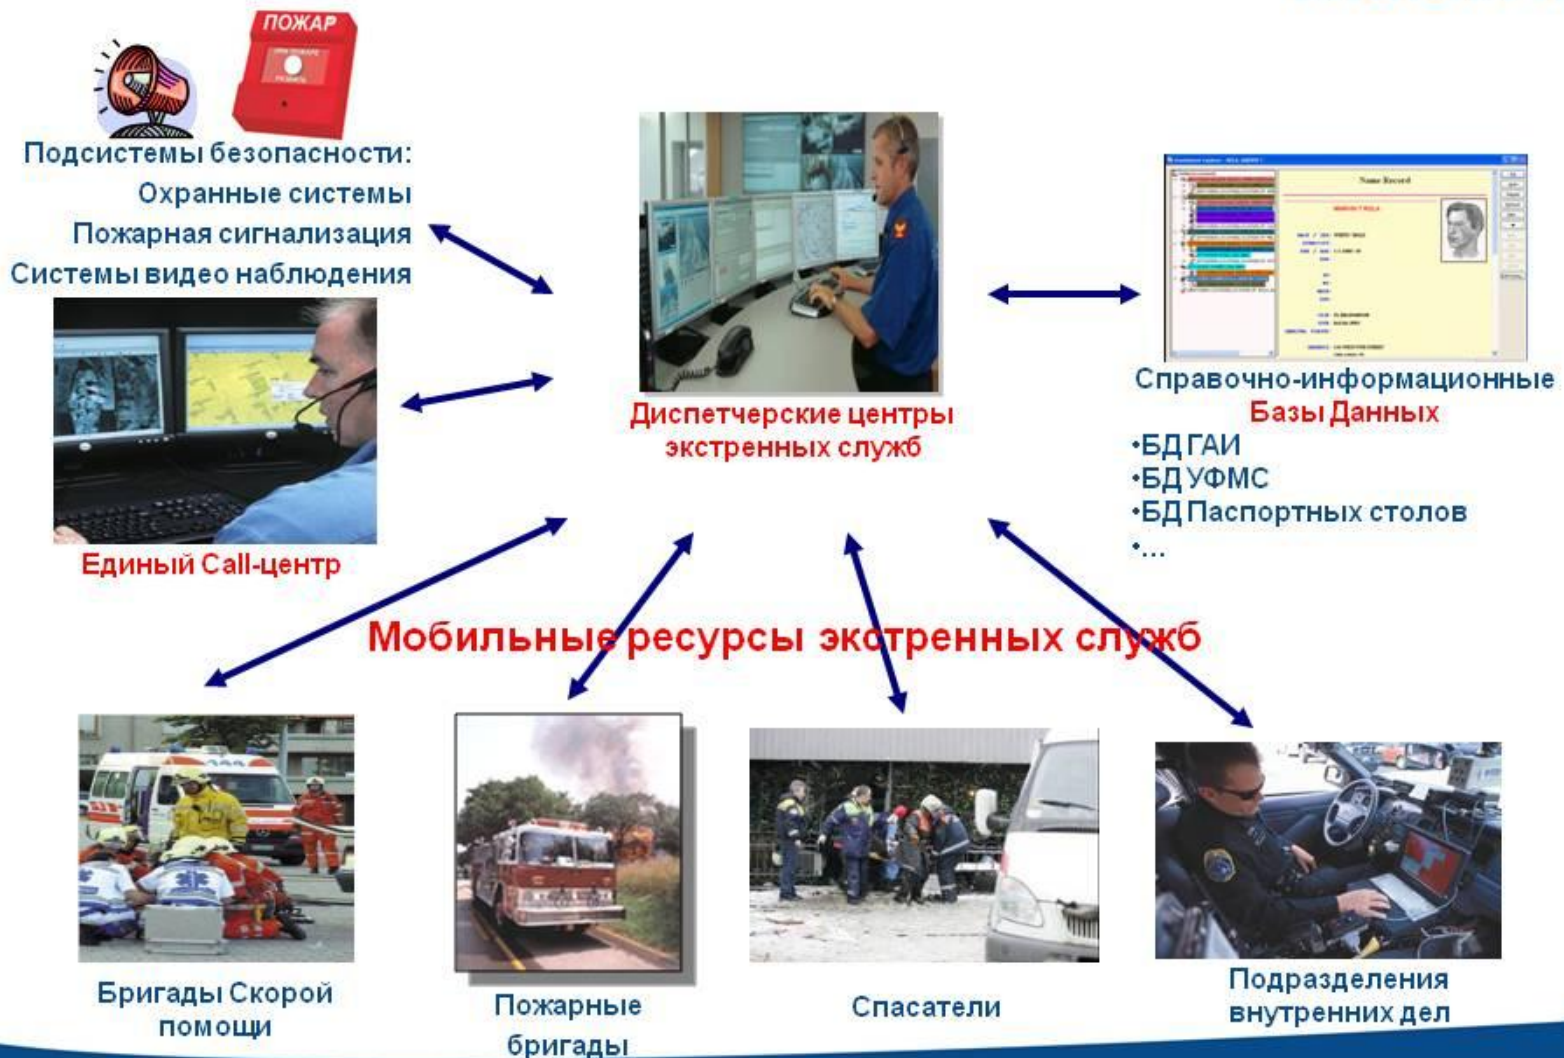 ПОЖАР
Подсистемы безопасности:
Охранные системы
Пожарная сигнализация
Системы видео наблюдения
Единый Call-центр
Диспетчерские центры
экстренных служб
Name Record
Справочно-информационные
Базы Данных
•БД ГАИ
•БД УФМС
•БД Паспортных столов
•...
Мобильные ресурсы экстренных служб
Бригады Скорой
помощи
Пожарные
бригады
Спасатели
Подразделения
внутренних дел